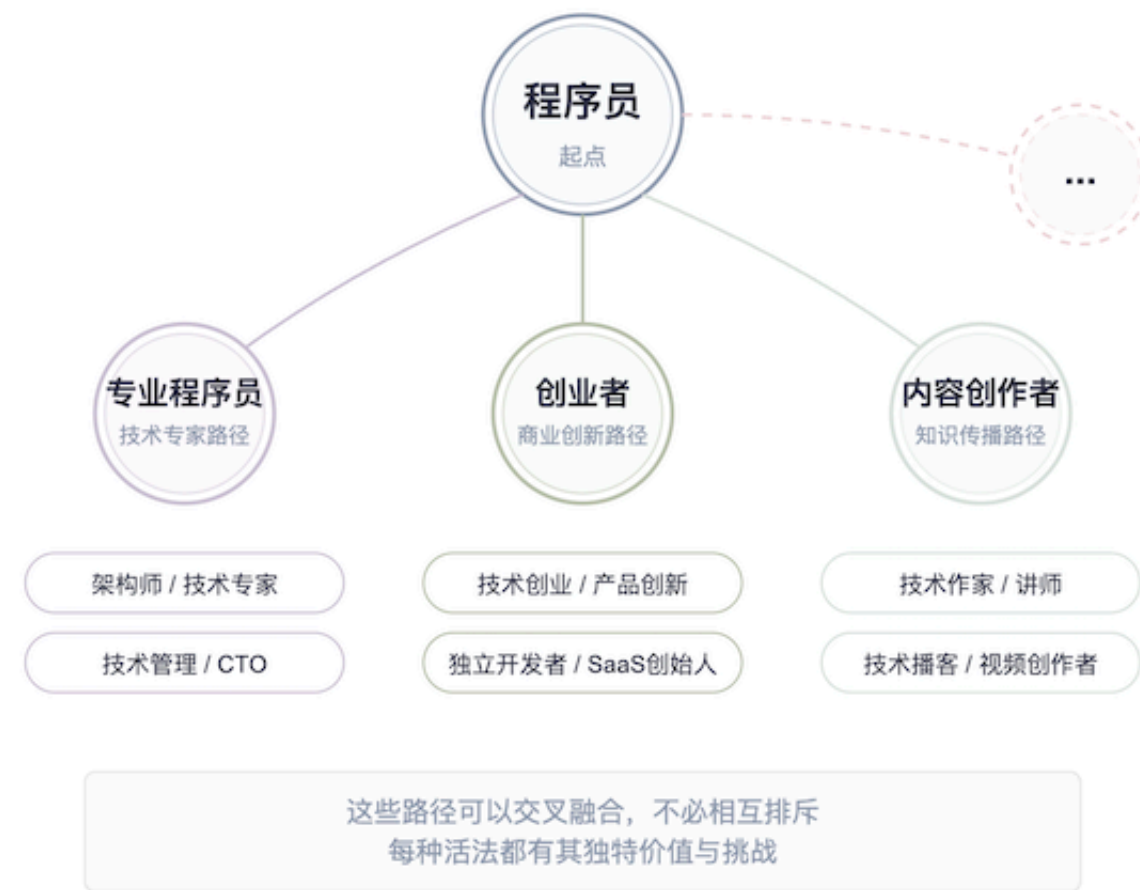 程序员
起点
...
专业程序员
技术专家路径
创业者
商业创新路径
内容创作者
知识传播路径
架构师 / 技术专家
技术创业 / 产品创新
技术作家 / 讲师
技术管理 / CTO
独立开发者 / SaaS创始人
技术播客 / 视频创作者
这些路径可以交叉融合，不必相互排斥
每种活法都有其独特价值与挑战